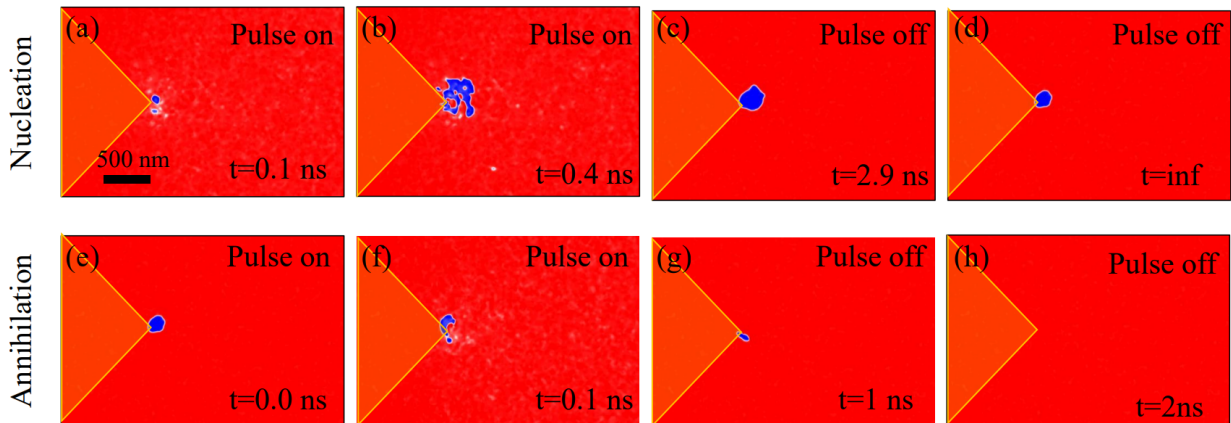 Nucleation
(a)
Pulse on
500 nm
t=0.1 ns
(b)
Pulse on
t=0.4 ns
(c)
Pulse off
t=2.9 ns
(d)
Pulse off
t=inf
Annihilation
(e)
Pulse on
t=0.0 ns
(f)
Pulse on
t=0.1 ns
(g)
Pulse off
t=1 ns
(h)
Pulse off
t=2ns